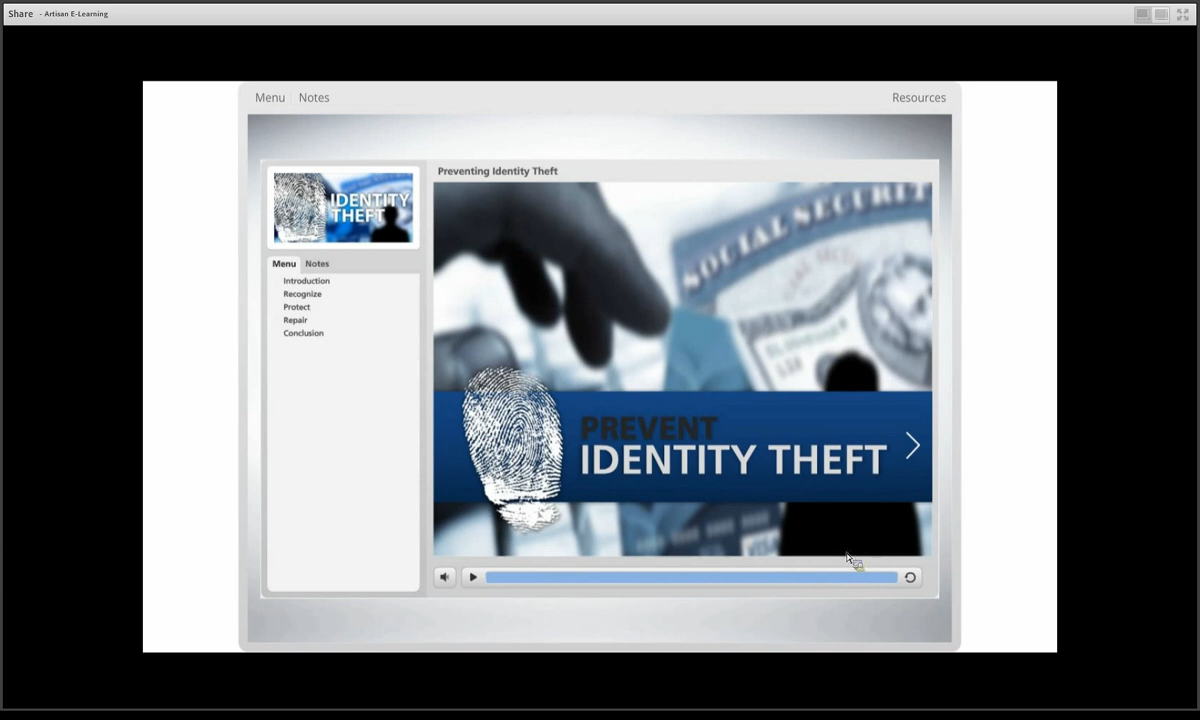 Share - Artisan E-Learning
Menu Notes Resources
Preventing Identity Theft
IDENTITY
THEFT
Menu Notes
Introduction
Recognize
Protect
Repair
Conclusion
SOCIAL SECURITY
PREVENT
IDENTITY THEFT
VISA